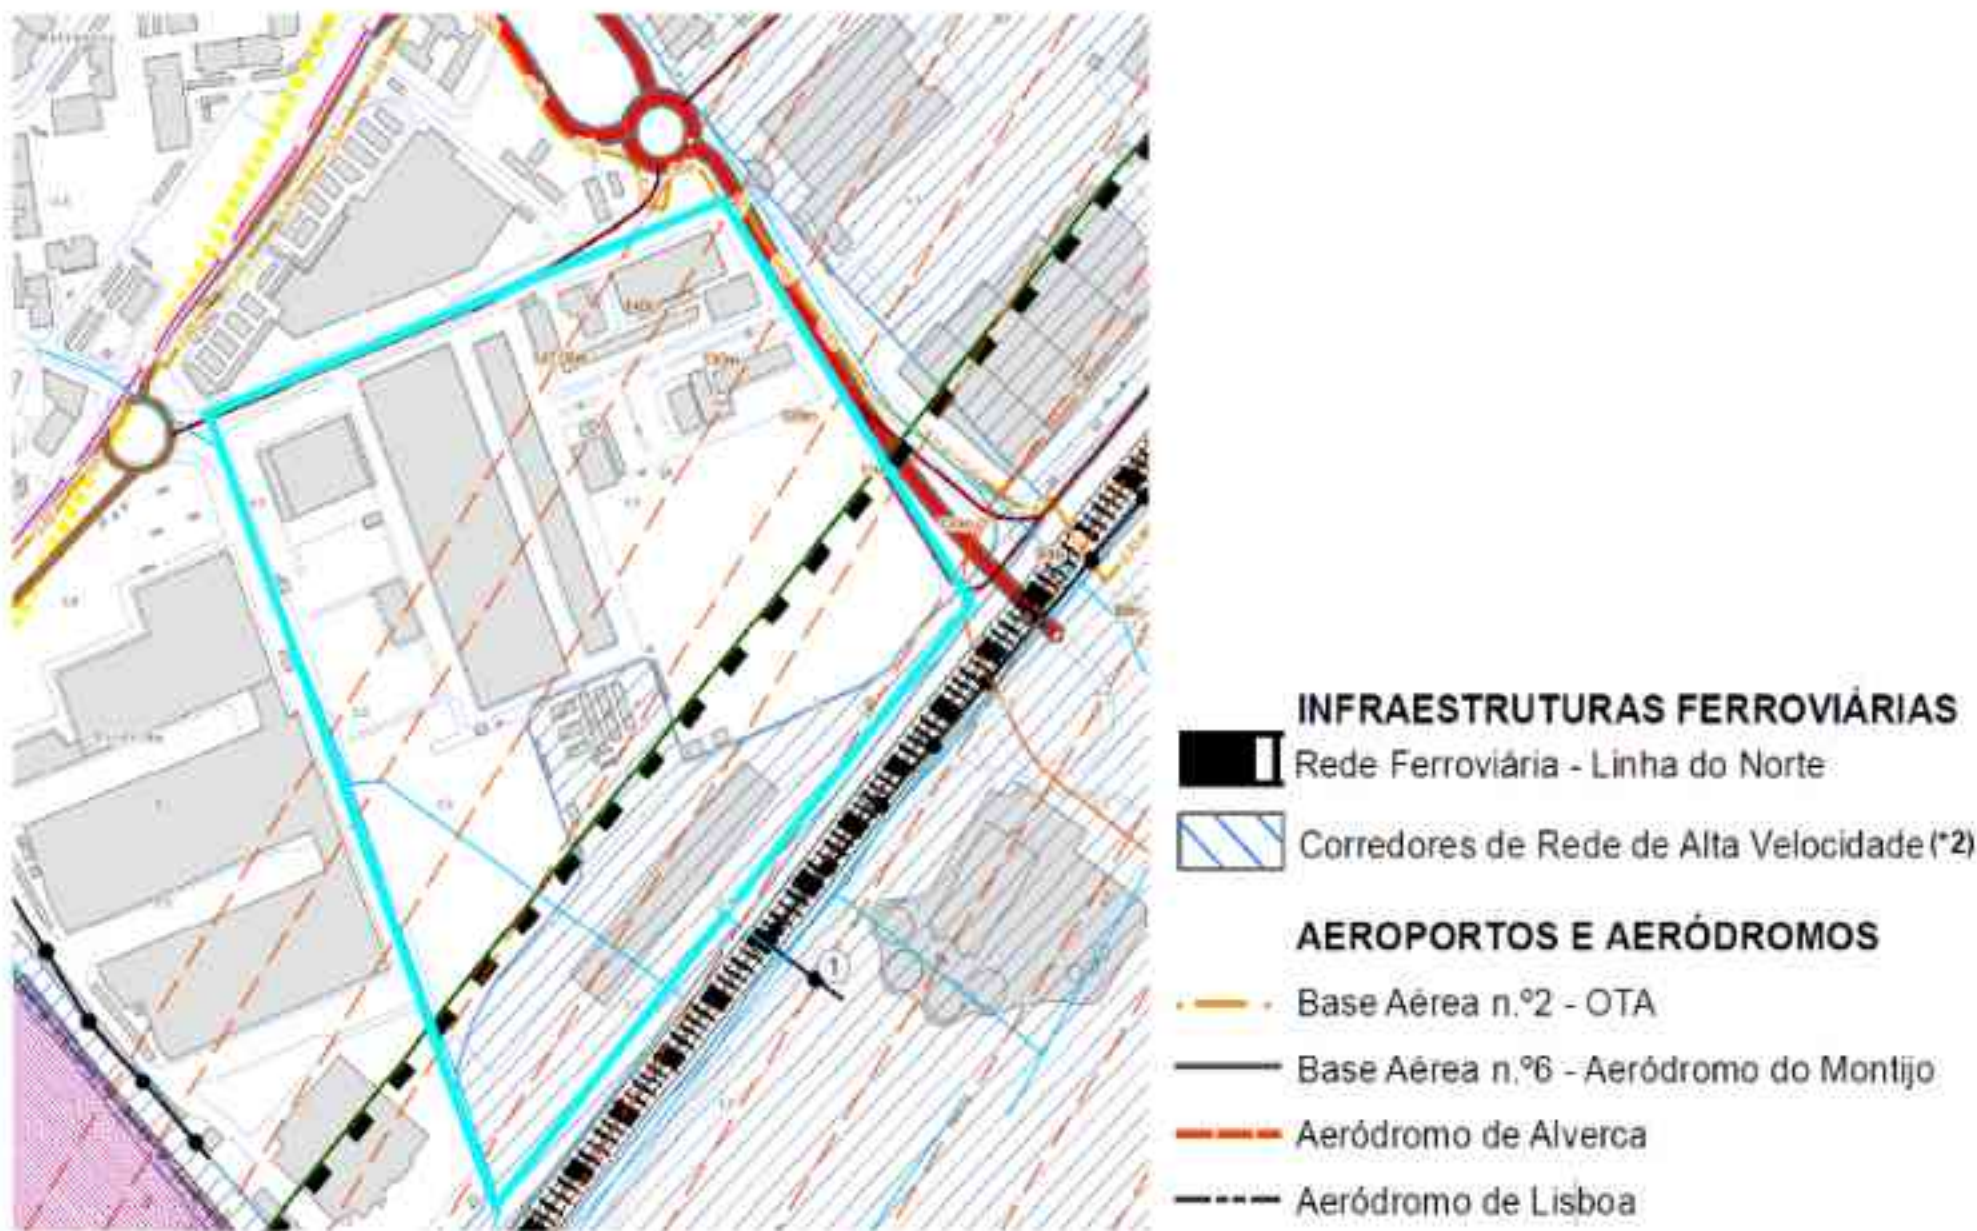 ①
INFRAESTRUTURAS FERROVIÁRIAS
Rede Ferroviária - Linha do Norte
Corredores de Rede de Alta Velocidade (*2)
AEROPORTOS E AERÓDROMOS
Base Aérea n.º2 - OTA
Base Aérea n.º6 - Aeródromo do Montijo
Aeródromo de Alverca
Aeródromo de Lisboa